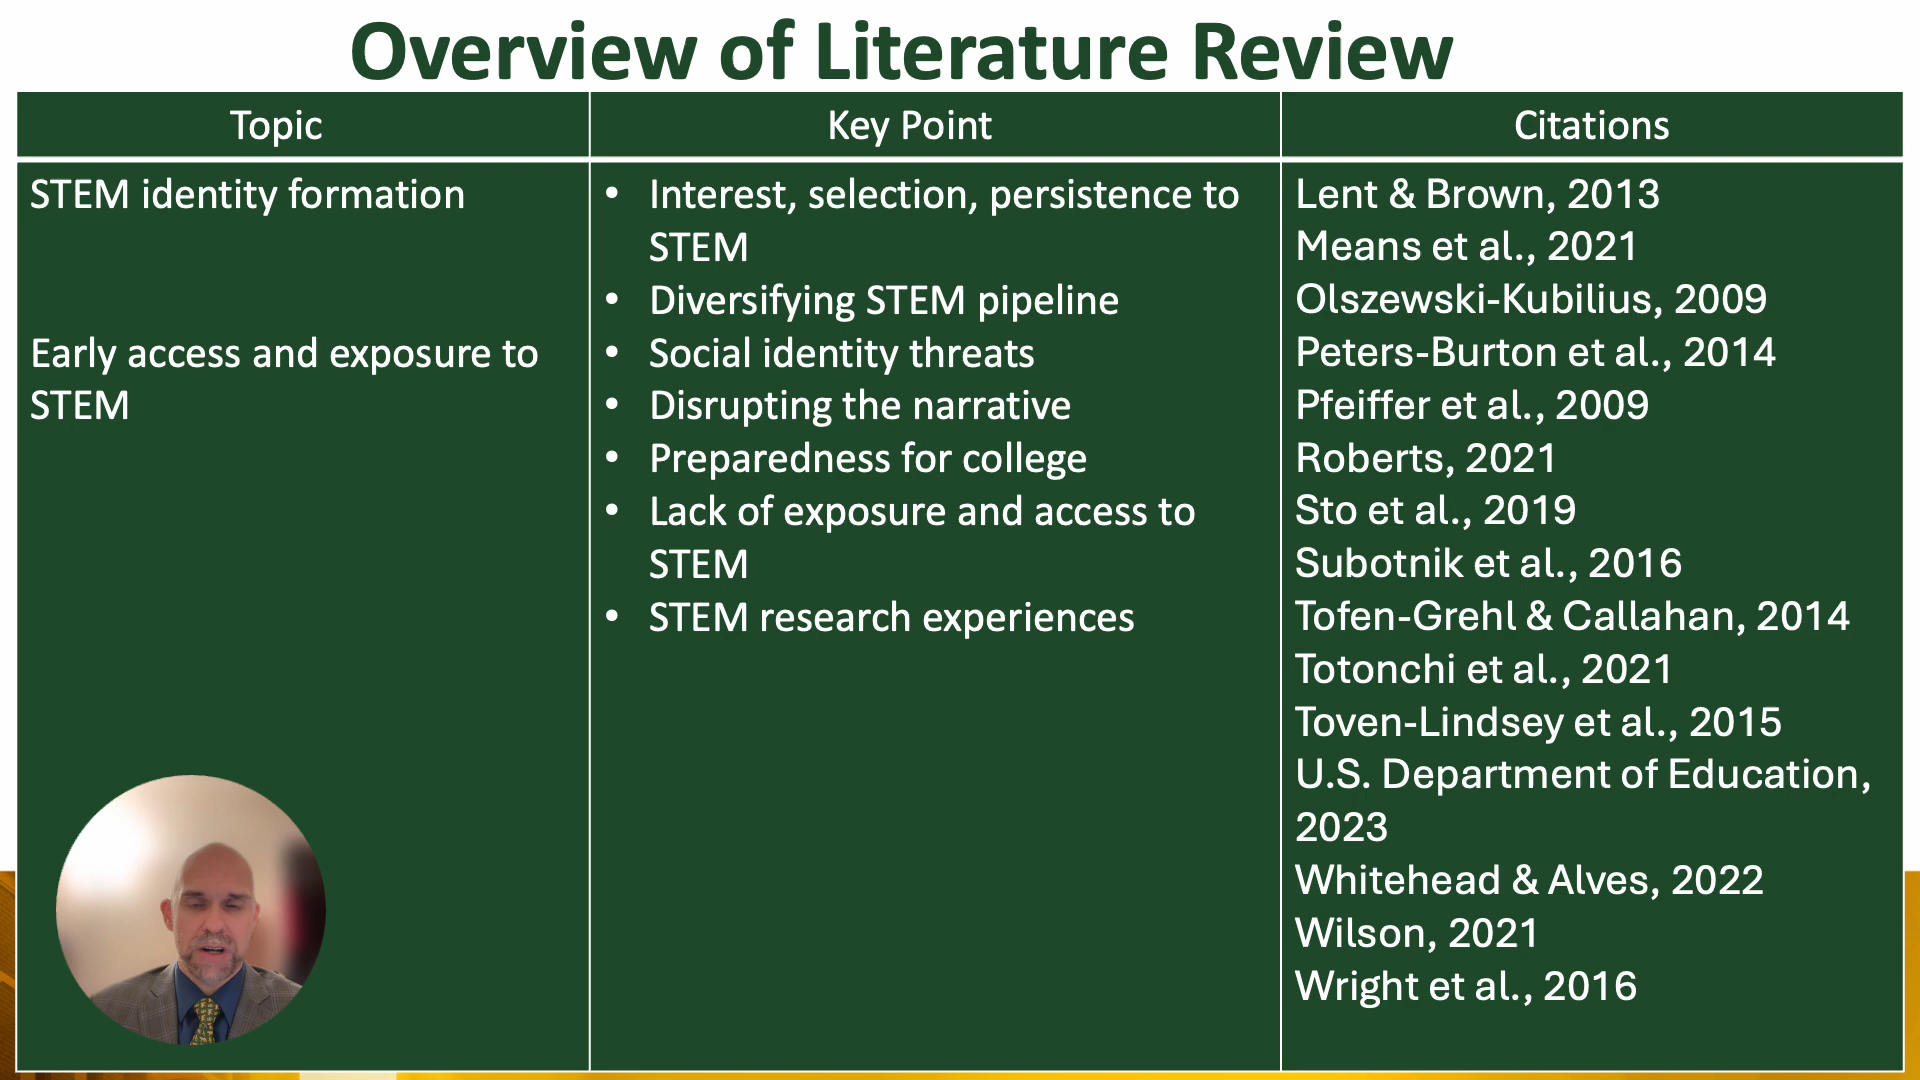 Overview of Literature Review
Topic
Key Point
Citations
STEM identity formation
Early access and exposure to
STEM
• Interest, selection, persistence to
STEM
• Diversifying STEM pipeline
• Social identity threats
• Disrupting the narrative
• Preparedness for college
• Lack of exposure and access to
STEM
• STEM research experiences
Lent & Brown, 2013
Means et al., 2021
Olszewski-Kubilius, 2009
Peters-Burton et al., 2014
Pfeiffer et al., 2009
Roberts, 2021
Sto et al., 2019
Subotnik et al., 2016
Tofen-Grehl & Callahan, 2014
Totonchi et al., 2021
Toven-Lindsey et al., 2015
U.S. Department of Education,
2023
Whitehead & Alves, 2022
Wilson, 2021
Wright et al., 2016